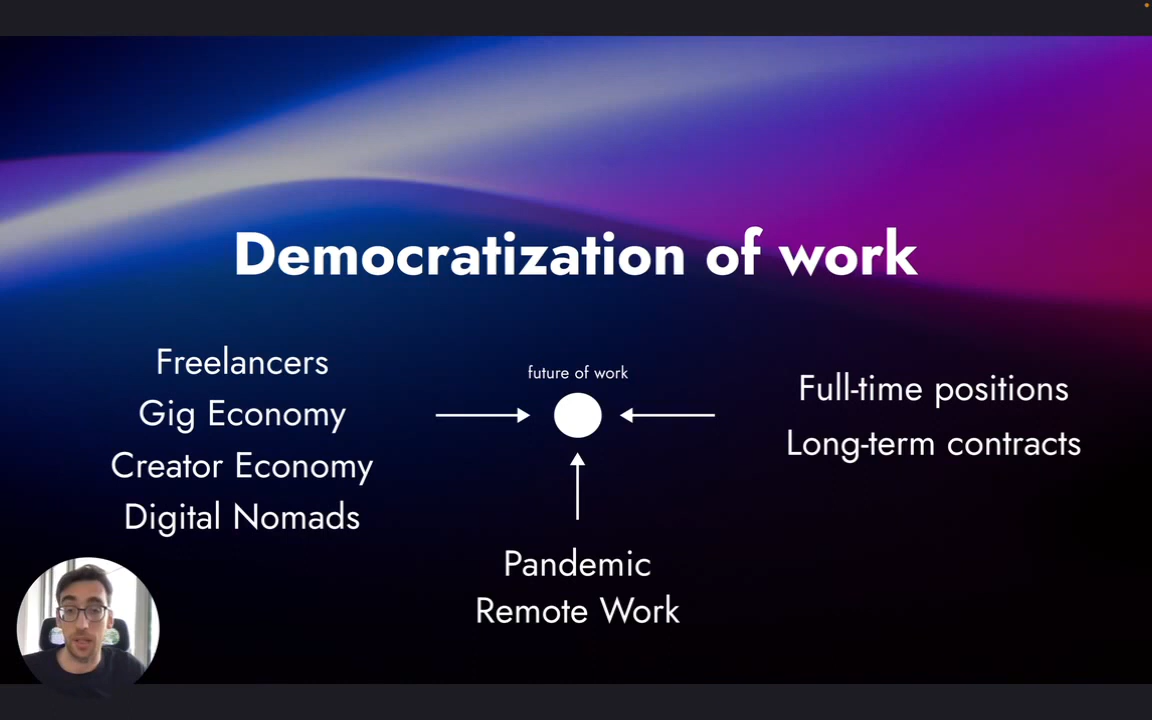 Democratization of work
Freelancers
Gig Economy
Creator Economy
Digital Nomads
future of work
Pandemic
Remote Work
Full-time positions
Long-term contracts